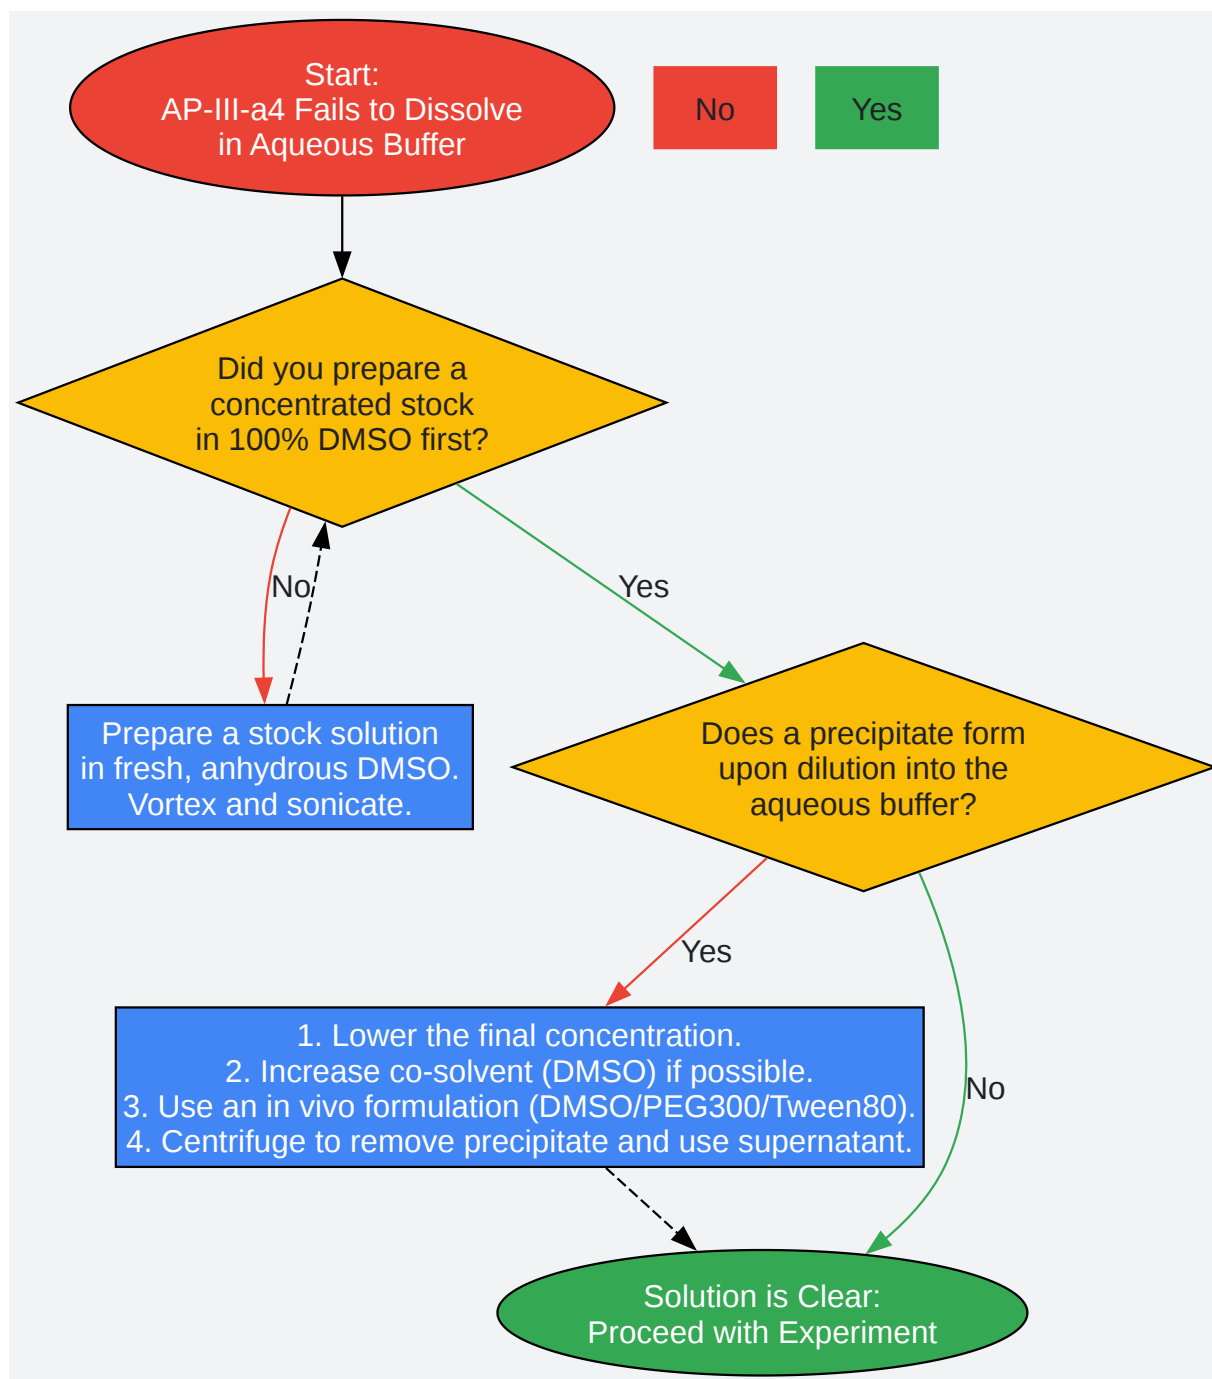 Start:
AP-III-a4 Fails to Dissolve
in Aqueous Buffer
No
Yes
Did you prepare a
concentrated stock
in 100% DMSO first?
No
Yes
Prepare a stock solution
in fresh, anhydrous DMSO.
Vortex and sonicate.
Does a precipitate form
upon dilution into the
aqueous buffer?
Yes
1. Lower the final concentration.
2. Increase co-solvent (DMSO) if possible.
3. Use an in vivo formulation (DMSO/PEG300/Tween80).
4. Centrifuge to remove precipitate and use supernatant.
No
Solution is Clear:
Proceed with Experiment